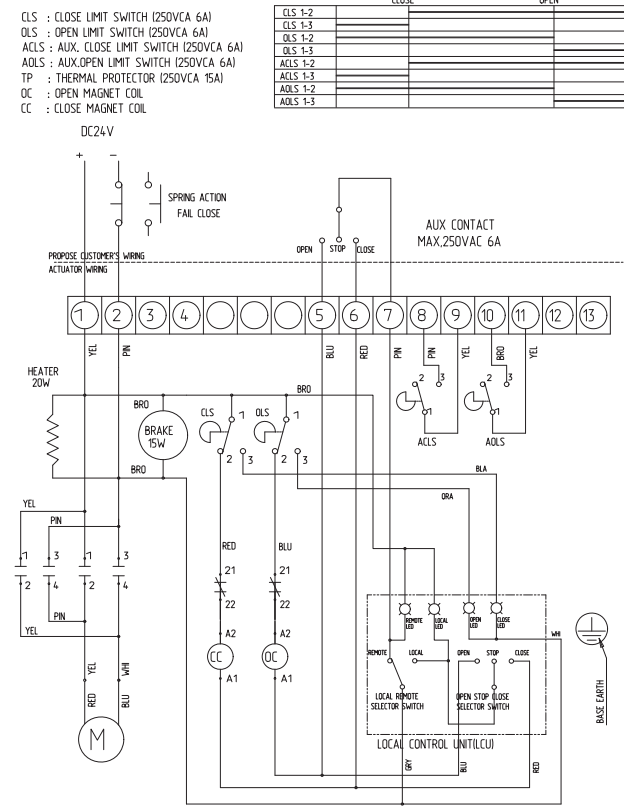 CLOSE OPEN
CLS : CLOSE LIMIT SWITCH (250VCA 6A)
OLS : OPEN LIMIT SWITCH (250VCA 6A)
ACLS : AUX. CLOSE LIMIT SWITCH (250VCA 6A)
AOLS : AUX.OPEN LIMIT SWITCH (250VCA 6A)
TP : THERMAL PROTECTOR (250VCA 15A)
OC : OPEN MAGNET COIL
CC : CLOSE MAGNET COIL
CLS 1-2
CLS 1-3
OLS 1-2
OLS 1-3
ACLS 1-2
ACLS 1-3
AOLS 1-2
AOLS 1-3
DC24V
+ -
SPRING ACTION
FAIL CLOSE
OPEN STOP CLOSE
AUX CONTACT
MAX,250VAC 6A
PROPOSE CUSTOMER'S WIRING
ACTUATOR WIRING
1 2 3 4 5 6 7 8 9 10 11 12 13
YEL PIN BLU RED PIN PIN YEL BRO YEL
HEATER
20W
2 3 2 3
1 1
ACLS AOLS
BRO BRO
CLS 1 OLS 1
BRAKE
15W
2 3 2 3
BRO
BLA
ORA
YEL
PIN
RED BLU
1 3 1 3
2 4 2 4
21 21
22 22
PIN
YEL
A2 A2
CC OC
A1 A1
REMOTE
LED
LOCAL
LED
OPEN
LED
CLOSE
LED
WHI
REMOTE LOCAL OPEN STOP CLOSE
YEL WHI
RED BLU
M
LOCAL REMOTE
SELECTOR SWITCH
OPEN STOP CLOSE
SELECTOR SWITCH
LOCAL CONTROL UNIT(LCU)
BASE EARTH
GRY BLU RED